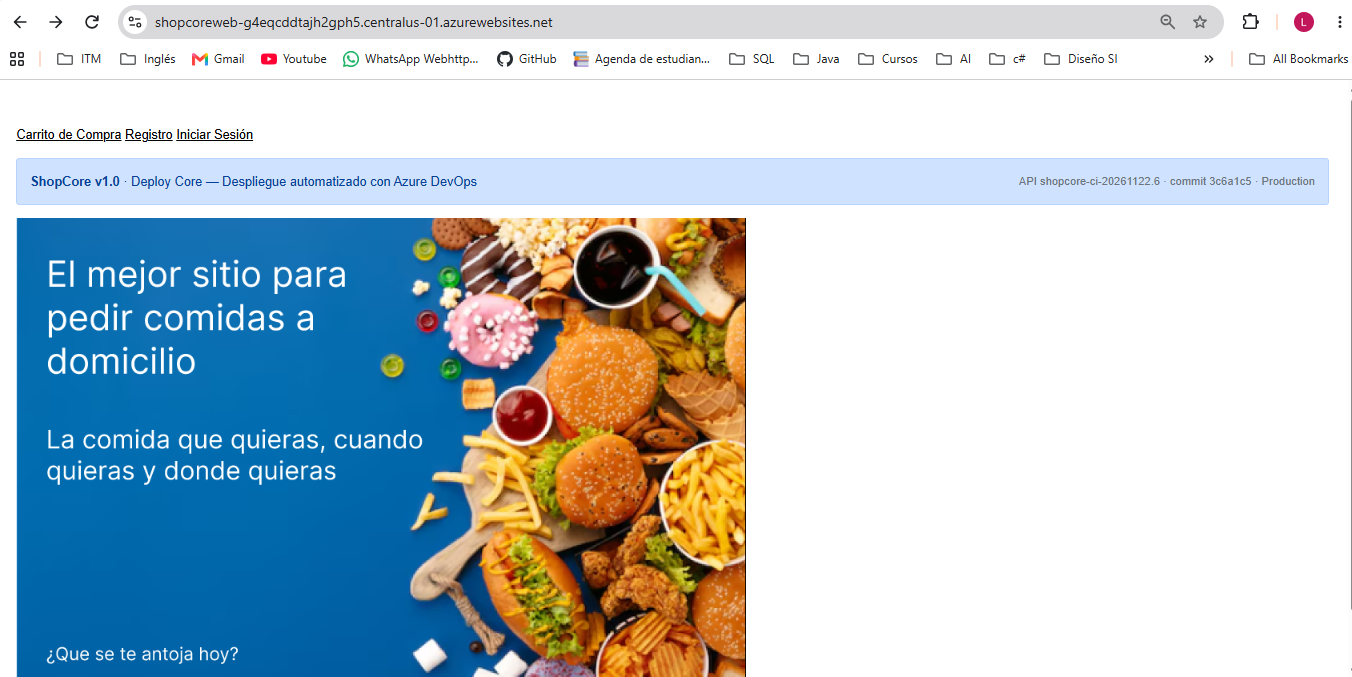 shopcoreweb-g4eqcddtajh2gph5.centralus-01.azurewebsites.net
L
ITM Inglés Gmail Youtube WhatsApp Webhttp... GitHub Agenda de estudian... SQL Java Cursos AI c# Diseño SI » All Bookmarks
Carrito de Compra Registro Iniciar Sesión
ShopCore v1.0 · Deploy Core — Despliegue automatizado con Azure DevOps
API shopcore-ci-20261122.6 · commit 3c6a1c5 · Production
El mejor sitio para
pedir comidas a
domicilio
La comida que quieras, cuando
quieras y donde quieras
¿Que se te antoja hoy?